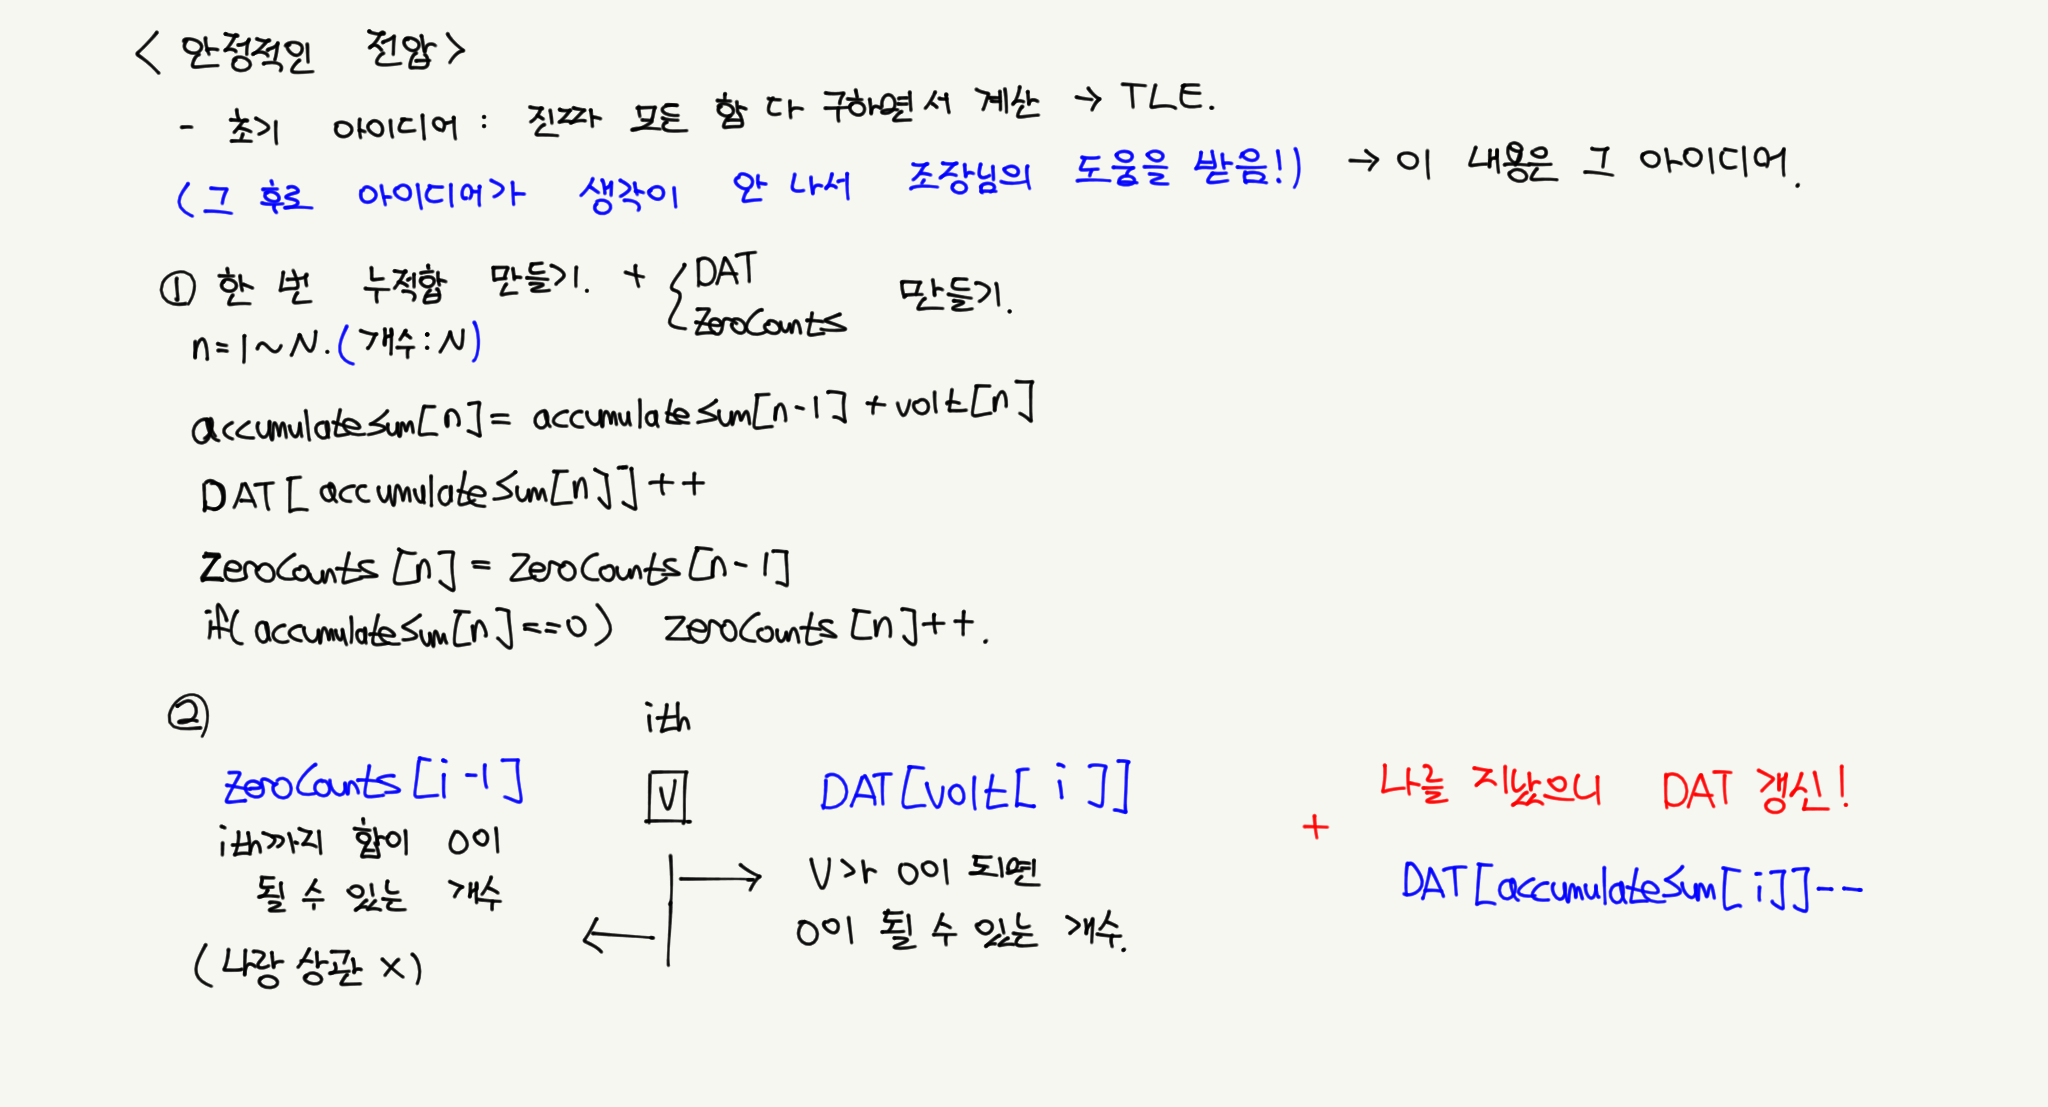 < 안정적인 전압 >
- 초기 아이디어 : 진짜 모든 합 다 구하면서 계산 → TLE.
(그 후로 아이디어가 생각이 안 나서 조장님의 도움을 받음!) → 이 내용은 그 아이디어.
① 한 번 누적합 만들기. + { DAT ZeroCounts 만들기.
n=1~N. (개수 : N)
accumulateSum[n] = accumulateSum[n-1] + volt[n]
DAT[accumulateSum[n]]++
ZeroCounts[n] = ZeroCounts[n-1]
if(accumulateSum[n]==0) ZeroCounts[n]++.
②
ith
ZeroCounts[i-1]
ith까지 합이 0이
될 수 있는 개수
(나랑 상관 x)
V
DAT[volt[i]]
V가 0이 되면
0이 될 수 있는 개수.
+ 나를 지났으니 DAT 갱신!
DAT[accumulateSum[i]]--